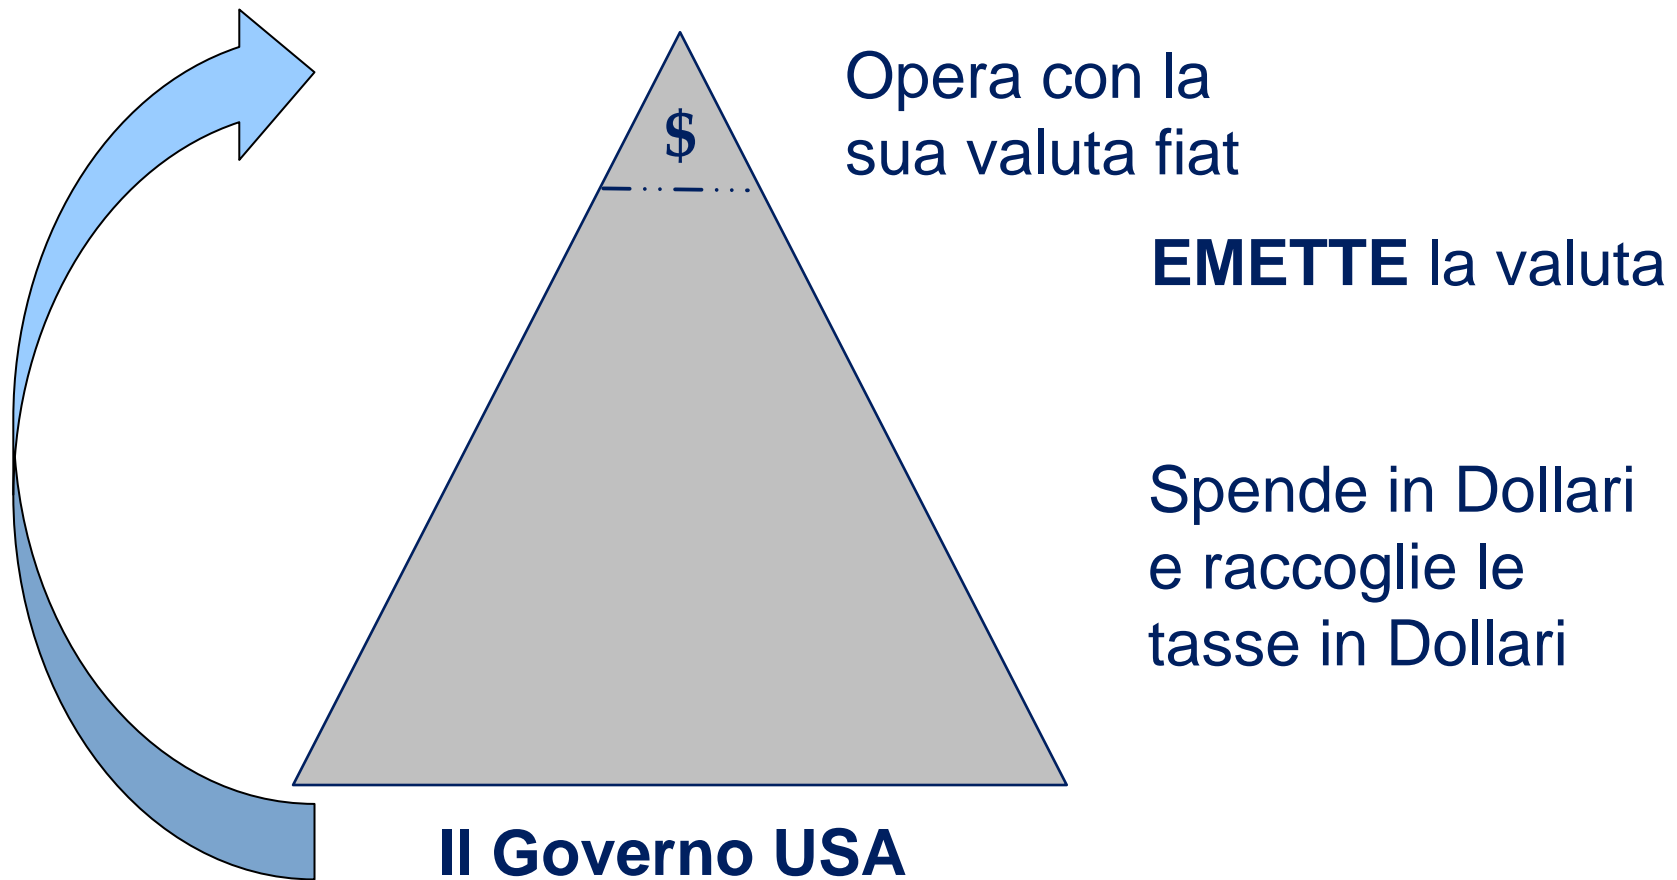 Opera con la
sua valuta fiat
$
EMETTE la valuta
Spende in Dollari
e raccoglie le
tasse in Dollari
Il Governo USA